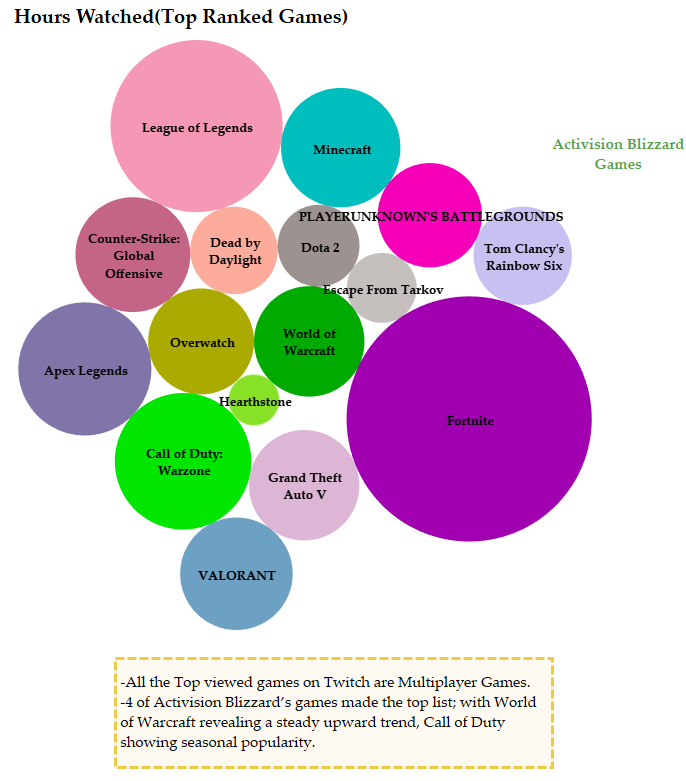 Hours Watched(Top Ranked Games)
League of Legends
Minecraft
Activision Blizzard
Games
PLAYERUNKNOWN'S BATTLEGROUNDS
Counter-Strike:
Global
Offensive
Dead by
Daylight
Dota 2
Tom Clancy's
Rainbow Six
Escape From Tarkov
Overwatch
World of
Warcraft
Apex Legends
Hearthstone
Fortnite
Call of Duty:
Warzone
Grand Theft
Auto V
VALORANT
-All the Top viewed games on Twitch are Multiplayer Games.
-4 of Activision Blizzard’s games made the top list; with World
of Warcraft revealing a steady upward trend, Call of Duty
showing seasonal popularity.